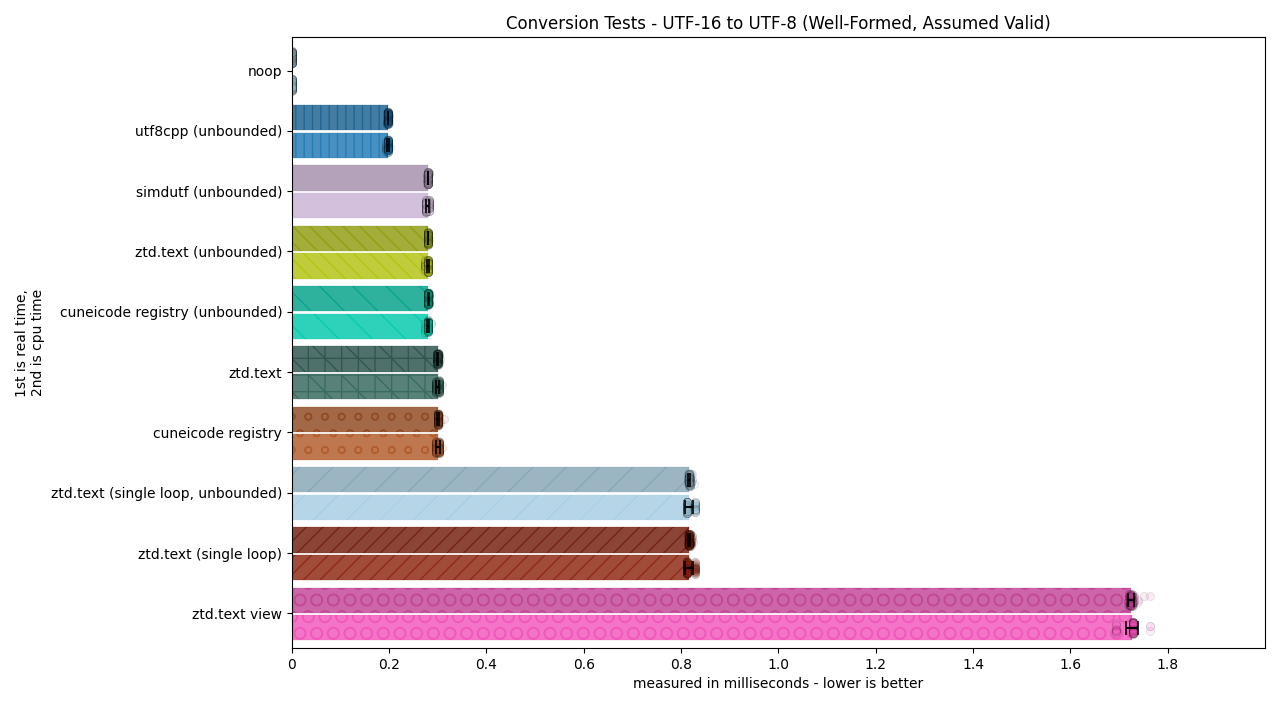 Conversion Tests - UTF-16 to UTF-8 (Well-Formed, Assumed Valid)
noop
utf8cpp (unbounded)
simdutf (unbounded)
ztd.text (unbounded)
cuneicode registry (unbounded)
ztd.text
cuneicode registry
ztd.text (single loop, unbounded)
ztd.text (single loop)
ztd.text view
1st is real time,
2nd is cpu time
0 0.2 0.4 0.6 0.8 1.0 1.2 1.4 1.6 1.8
measured in milliseconds - lower is better